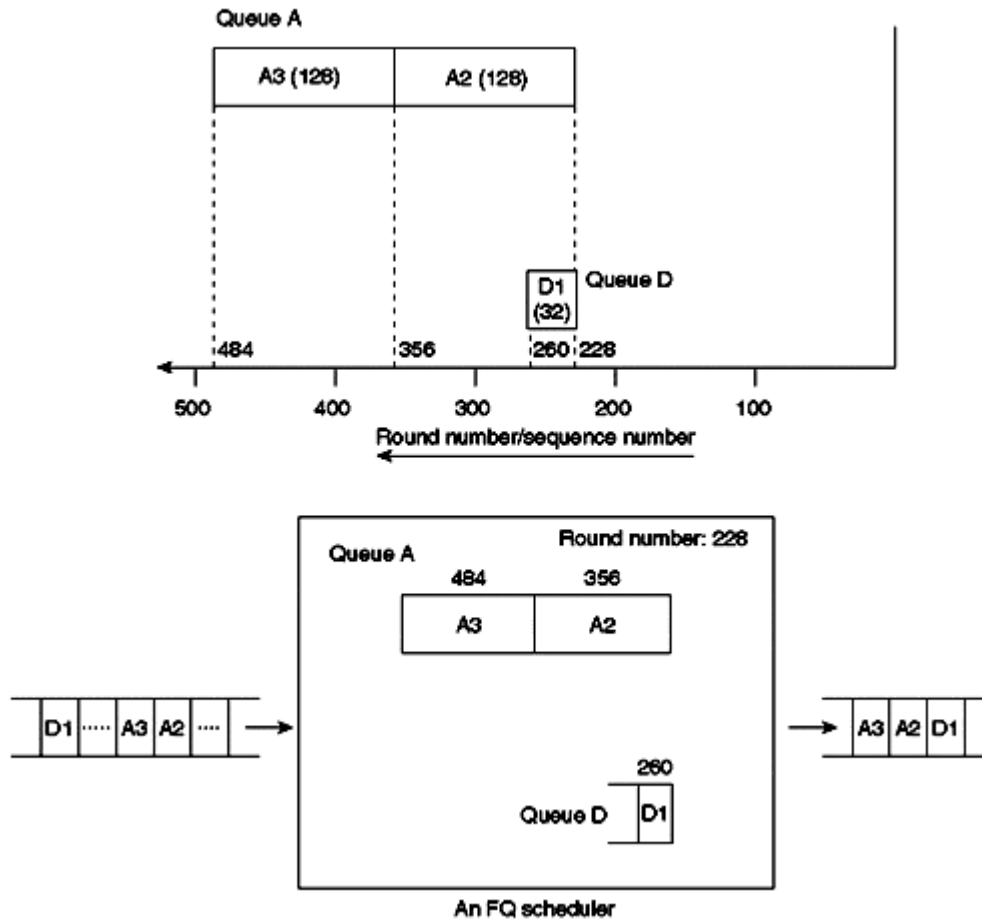 Queue A
A3 (128)
A2 (128)
D1
(32)
Queue D
484
356
260
228
500
400
300
200
100
Round number/sequence number
Round number: 228
Queue A
484
356
A3
A2
D1
.....
A3
A2
....
A3
A2
D1
260
Queue D
D1
An FQ scheduler